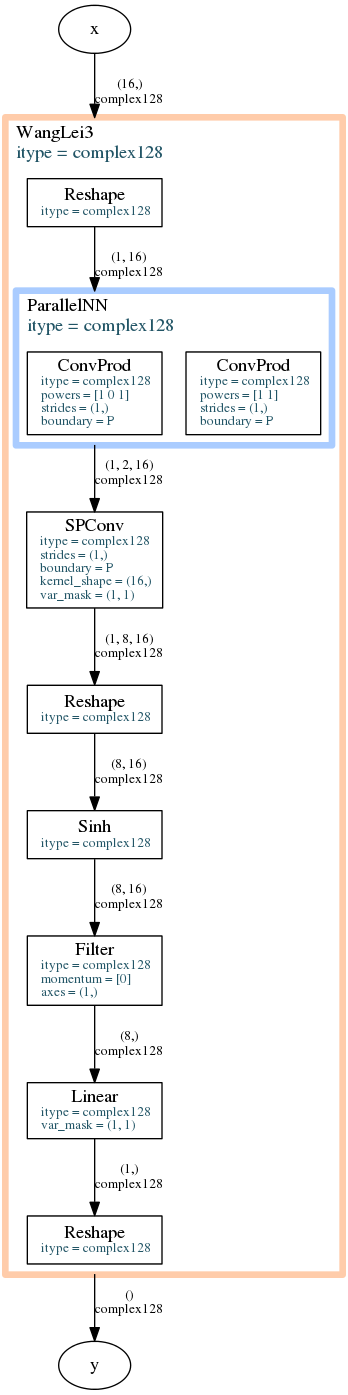 x
(16,)
complex128
WangLei3
itype = complex128
Reshape
itype = complex128
(1, 16)
complex128
ParallelNN
itype = complex128
ConvProd
itype = complex128
powers = [1 0 1]
strides = (1,)
boundary = P
ConvProd
itype = complex128
powers = [1 1]
strides = (1,)
boundary = P
(1, 2, 16)
complex128
SPConv
itype = complex128
strides = (1,)
boundary = P
kernel_shape = (16,)
var_mask = (1, 1)
(1, 8, 16)
complex128
Reshape
itype = complex128
(8, 16)
complex128
Sinh
itype = complex128
(8, 16)
complex128
Filter
itype = complex128
momentum = [0]
axes = (1,)
(8,)
complex128
Linear
itype = complex128
var_mask = (1, 1)
(1,)
complex128
Reshape
itype = complex128
()
complex128
y